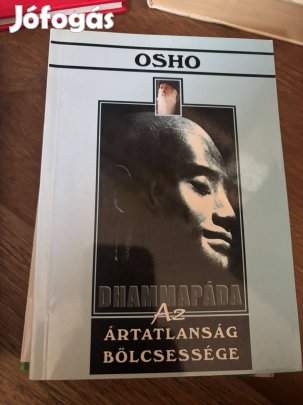 Jófogás
OSHO
DHAMMAPÁDA
Az
ÁRTATLANSÁG
BÖLCSESSÉGE